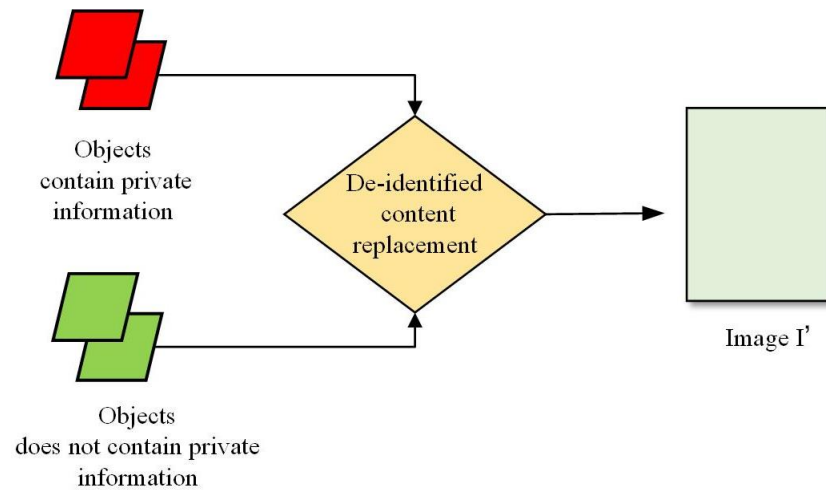 Objects
contain private
information
De-identified
content
replacement
Image I’
Objects
does not contain private
information